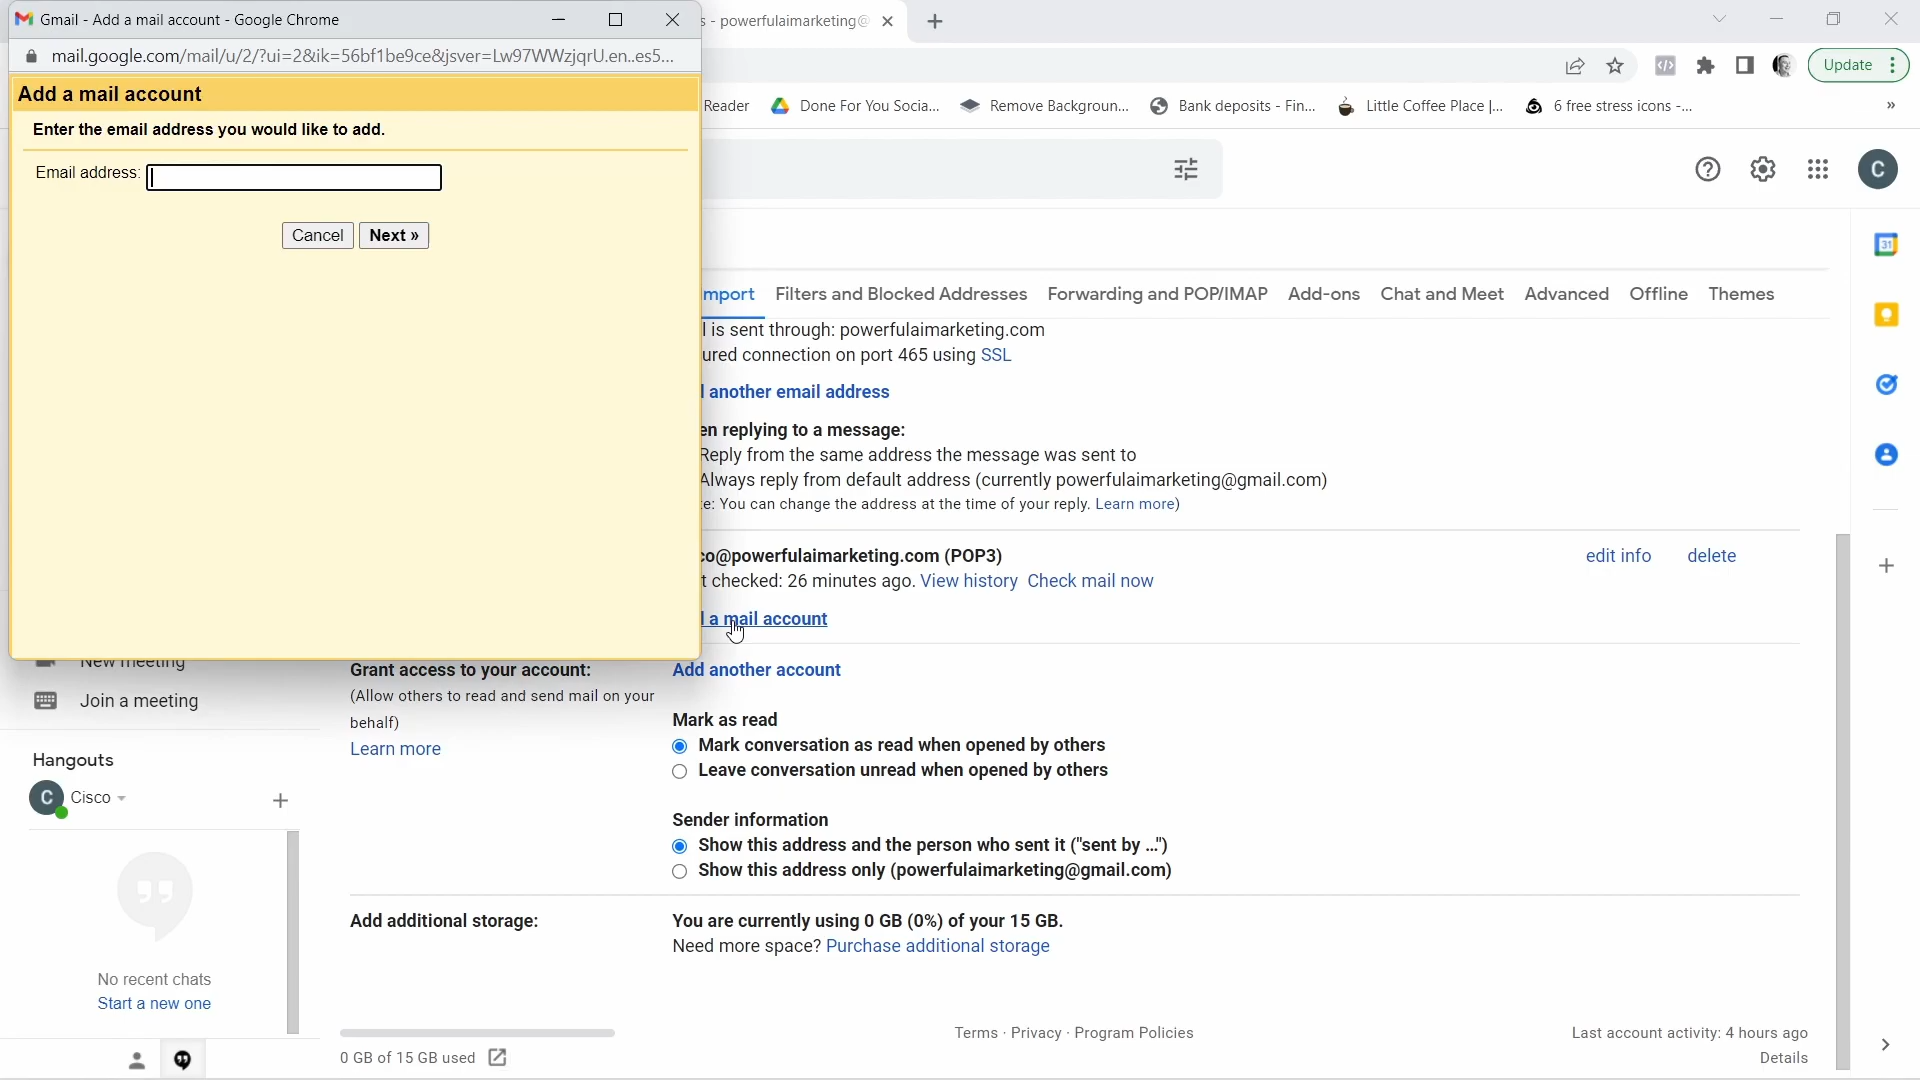 Gmail - Add a mail account - Google Chrome
s - powerfulaimarketing@
mail.google.com/mail/u/2/?ui=2&ik=56bf1be9ce&jsver=Lw97WWzjqrU.en..es5...
Update
Add a mail account
Reader
Done For You Socia...
Remove Background...
Bank deposits - Fin...
Little Coffee Place |...
6 free stress icons -...
»
Enter the email address you would like to add.
Email address:
Cancel
Next »
C
31
mport
Filters and Blocked Addresses
Forwarding and POP/IMAP
Add-ons
Chat and Meet
Advanced
Offline
Themes
l is sent through: powerfulaimarketing.com
ured connection on port 465 using SSL
another email address
en replying to a message:
Reply from the same address the message was sent to
Always reply from default address (currently powerfulaimarketing@gmail.com)
e: You can change the address at the time of your reply. Learn more)
co@powerfulaimarketing.com (POP3)
edit info
delete
t checked: 26 minutes ago. View history Check mail now
a mail account
New meeting
Join a meeting
Grant access to your account:
(Allow others to read and send mail on your
behalf)
Learn more
Add another account
Mark as read
Mark conversation as read when opened by others
Leave conversation unread when opened by others
Sender information
Show this address and the person who sent it ("sent by ...")
Show this address only (powerfulaimarketing@gmail.com)
Hangouts
C
Cisco
No recent chats
Start a new one
Add additional storage:
You are currently using 0 GB (0%) of your 15 GB.
Need more space? Purchase additional storage
0 GB of 15 GB used
Terms · Privacy · Program Policies
Last account activity: 4 hours ago
Details